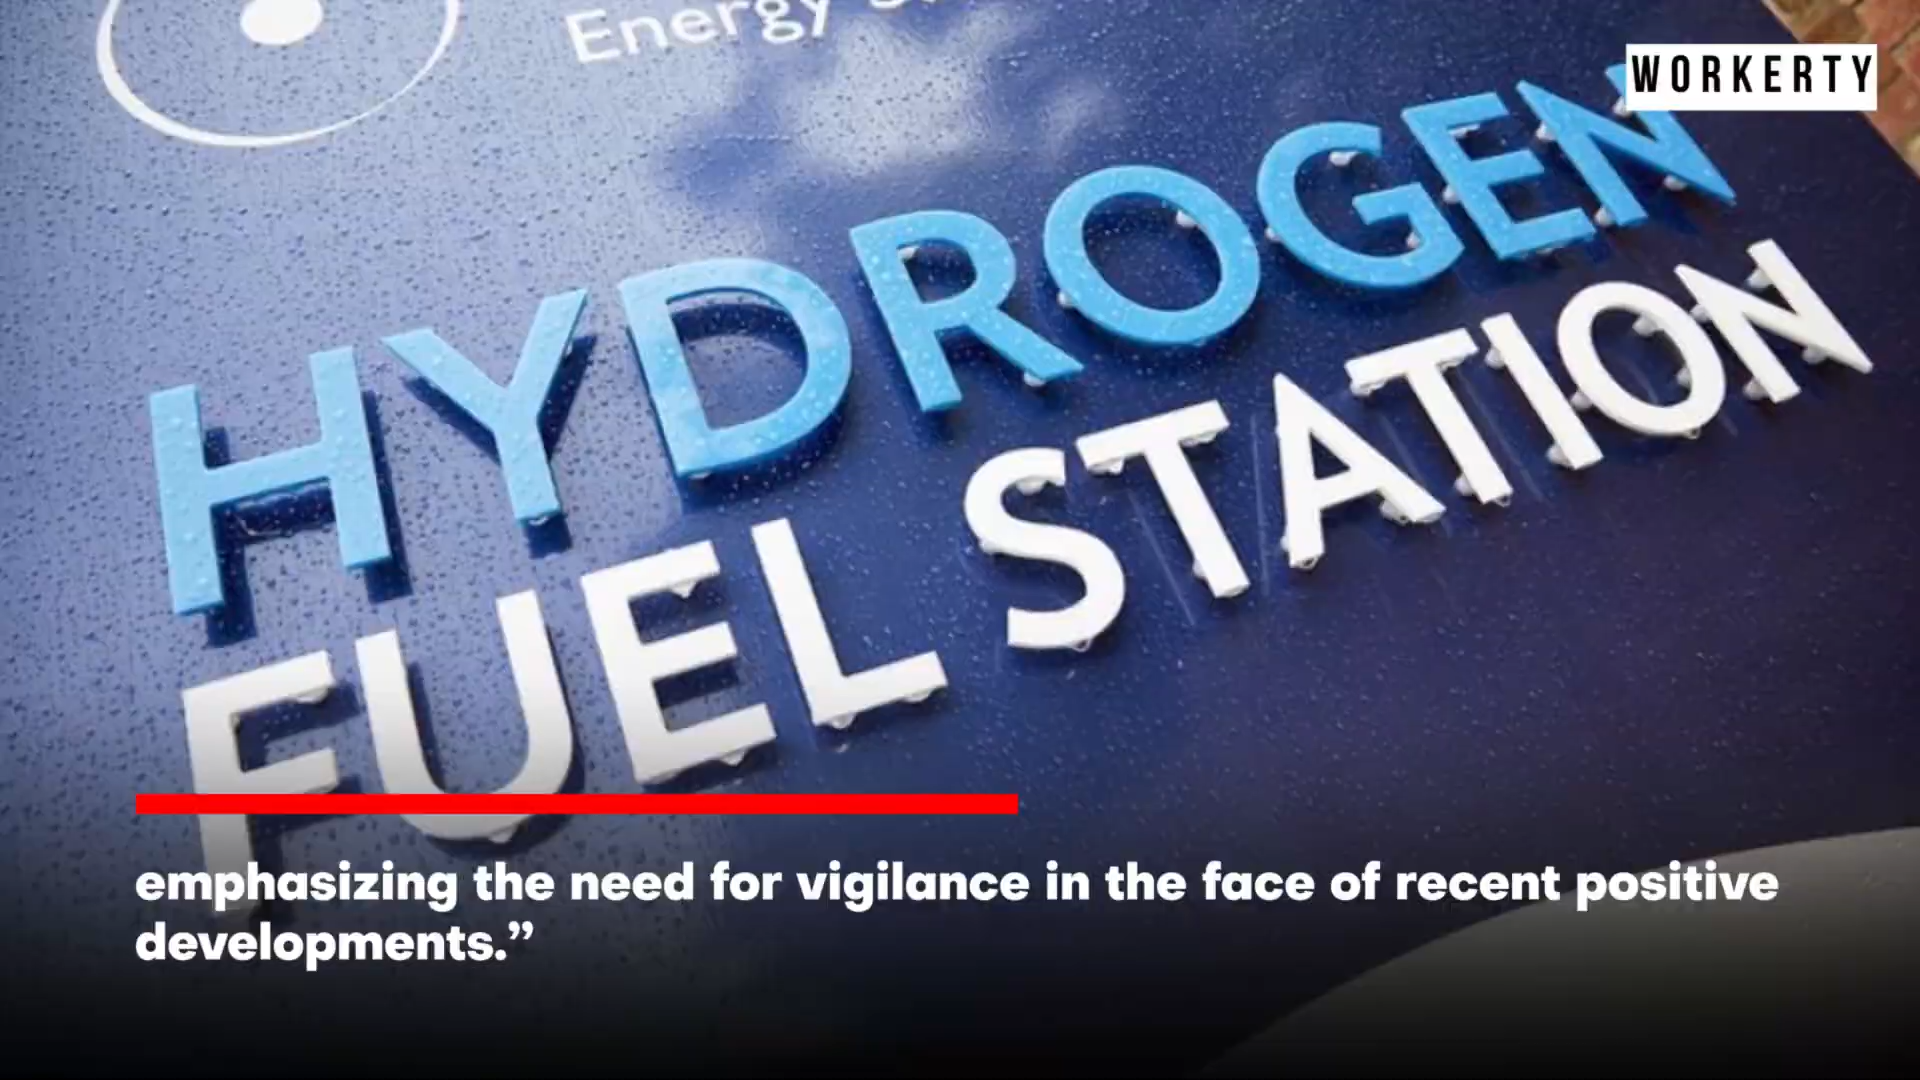 Energy
WORKERTY
HYDROGEN
FUEL STATION
emphasizing the need for vigilance in the face of recent positive
developments.”